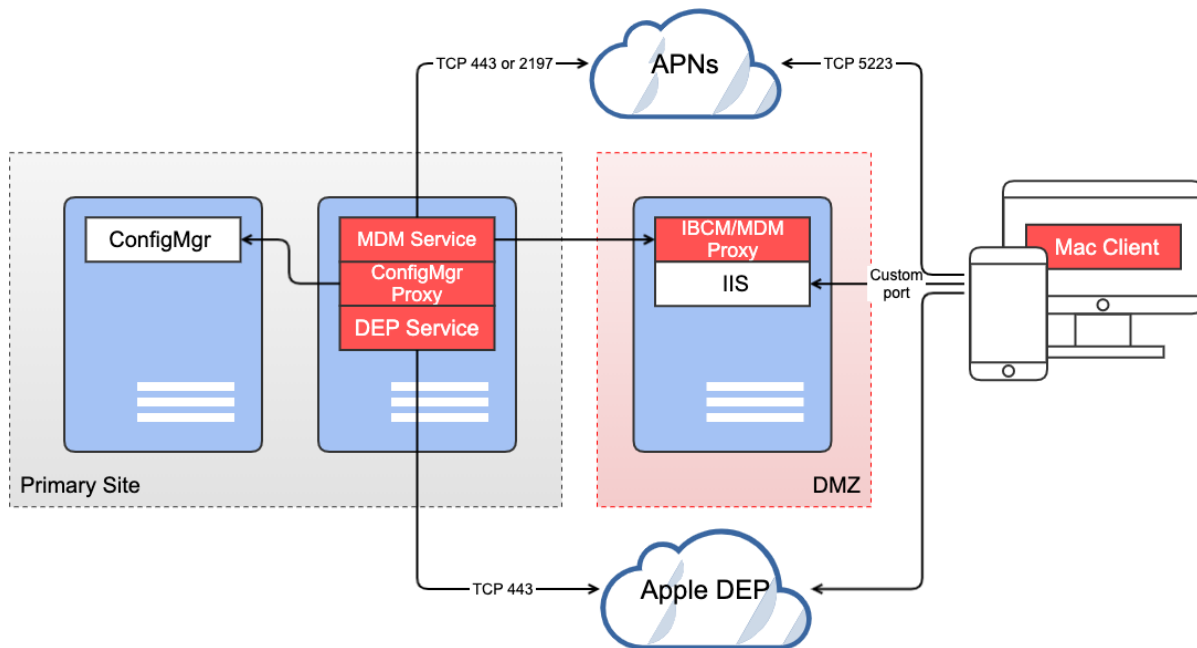 APNs
TCP 443 or 2197
TCP 5223
ConfigMgr
MDM Service
ConfigMgr
Proxy
DEP Service
IBCM/MDM
Proxy
IIS
Custom
port
Mac Client
Primary Site
DMZ
TCP 443
Apple DEP